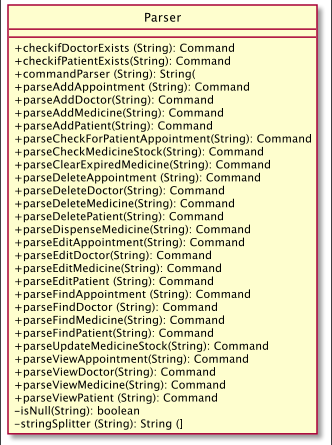 Parser
+checkifDoctorExists (String): Command
+checkifPatientExists(String): Command
+commandParser (String): String(
+parseAddAppointment (String): Command
+parseAddDoctor(String): Command
+parseAddMedicine(String): Command
+parseAddPatient(String): Command
+parseCheckForPatientAppointment(String): Command
+parseCheckMedicineStock(String): Command
+parseClearExpiredMedicine(String): Command
+parseDeleteAppointment (String): Command
+parseDeleteDoctor(String): Command
+parseDeleteMedicine(String): Command
+parseDeletePatient(String): Command
+parseDispenseMedicine(String): Command
+parseEditAppointment(String): Command
+parseEditDoctor(String): Command
+parseEditMedicine(String): Command
+parseEditPatient (String): Command
+parseFindAppointment (String): Command
+parseFindDoctor (String): Command
+parseFindMedicine(String): Command
+parseFindPatient(String): Command
+parseUpdateMedicineStock(String): Command
+parseViewAppointment(String): Command
+parseViewDoctor(String): Command
+parseViewMedicine(String): Command
+parseViewPatient (String): Command
-isNull(String): boolean
-stringSplitter (String): String (]